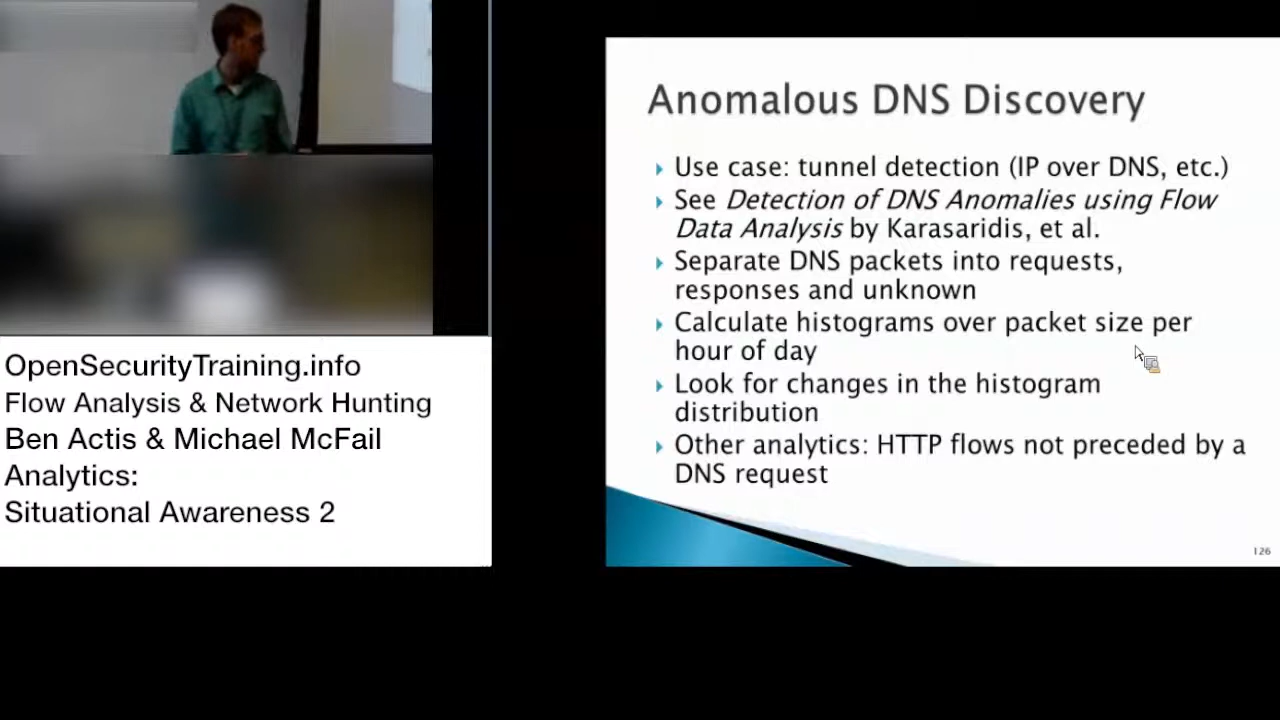 Anomalous DNS Discovery
Use case: tunnel detection (IP over DNS, etc.)
See Detection of DNS Anomalies using Flow
Data Analysis by Karasaridis, et al.
Separate DNS packets into requests,
responses and unknown
Calculate histograms over packet size per
hour of day
Look for changes in the histogram
distribution
Other analytics: HTTP flows not preceded by a
DNS request
126
OpenSecurityTraining.info
Flow Analysis & Network Hunting
Ben Actis & Michael McFail
Analytics:
Situational Awareness 2